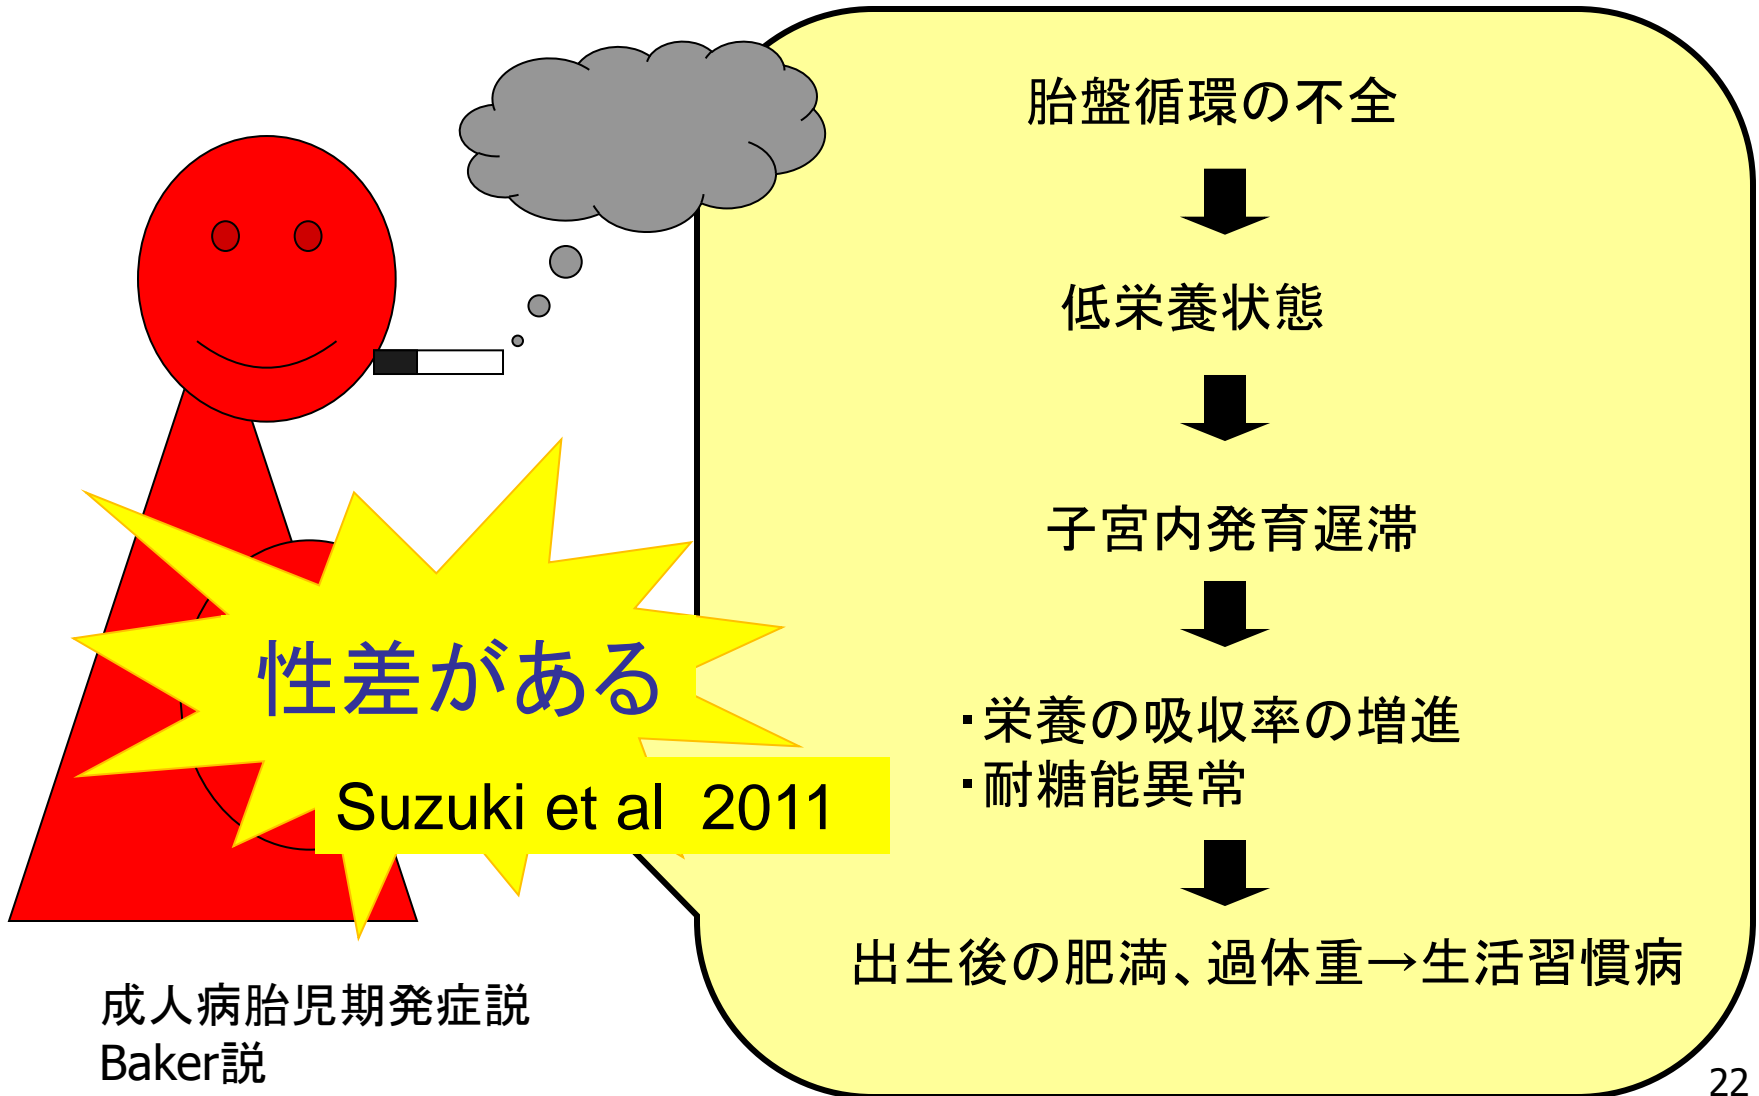 胎盤循環の不全
低栄養状態
子宮内発育遅滞
・栄養の吸収率の増進
・耐糖能異常
出生後の肥満、過体重→生活習慣病
性差がある
Suzuki et al 2011
成人病胎児期発症説
Baker説
22